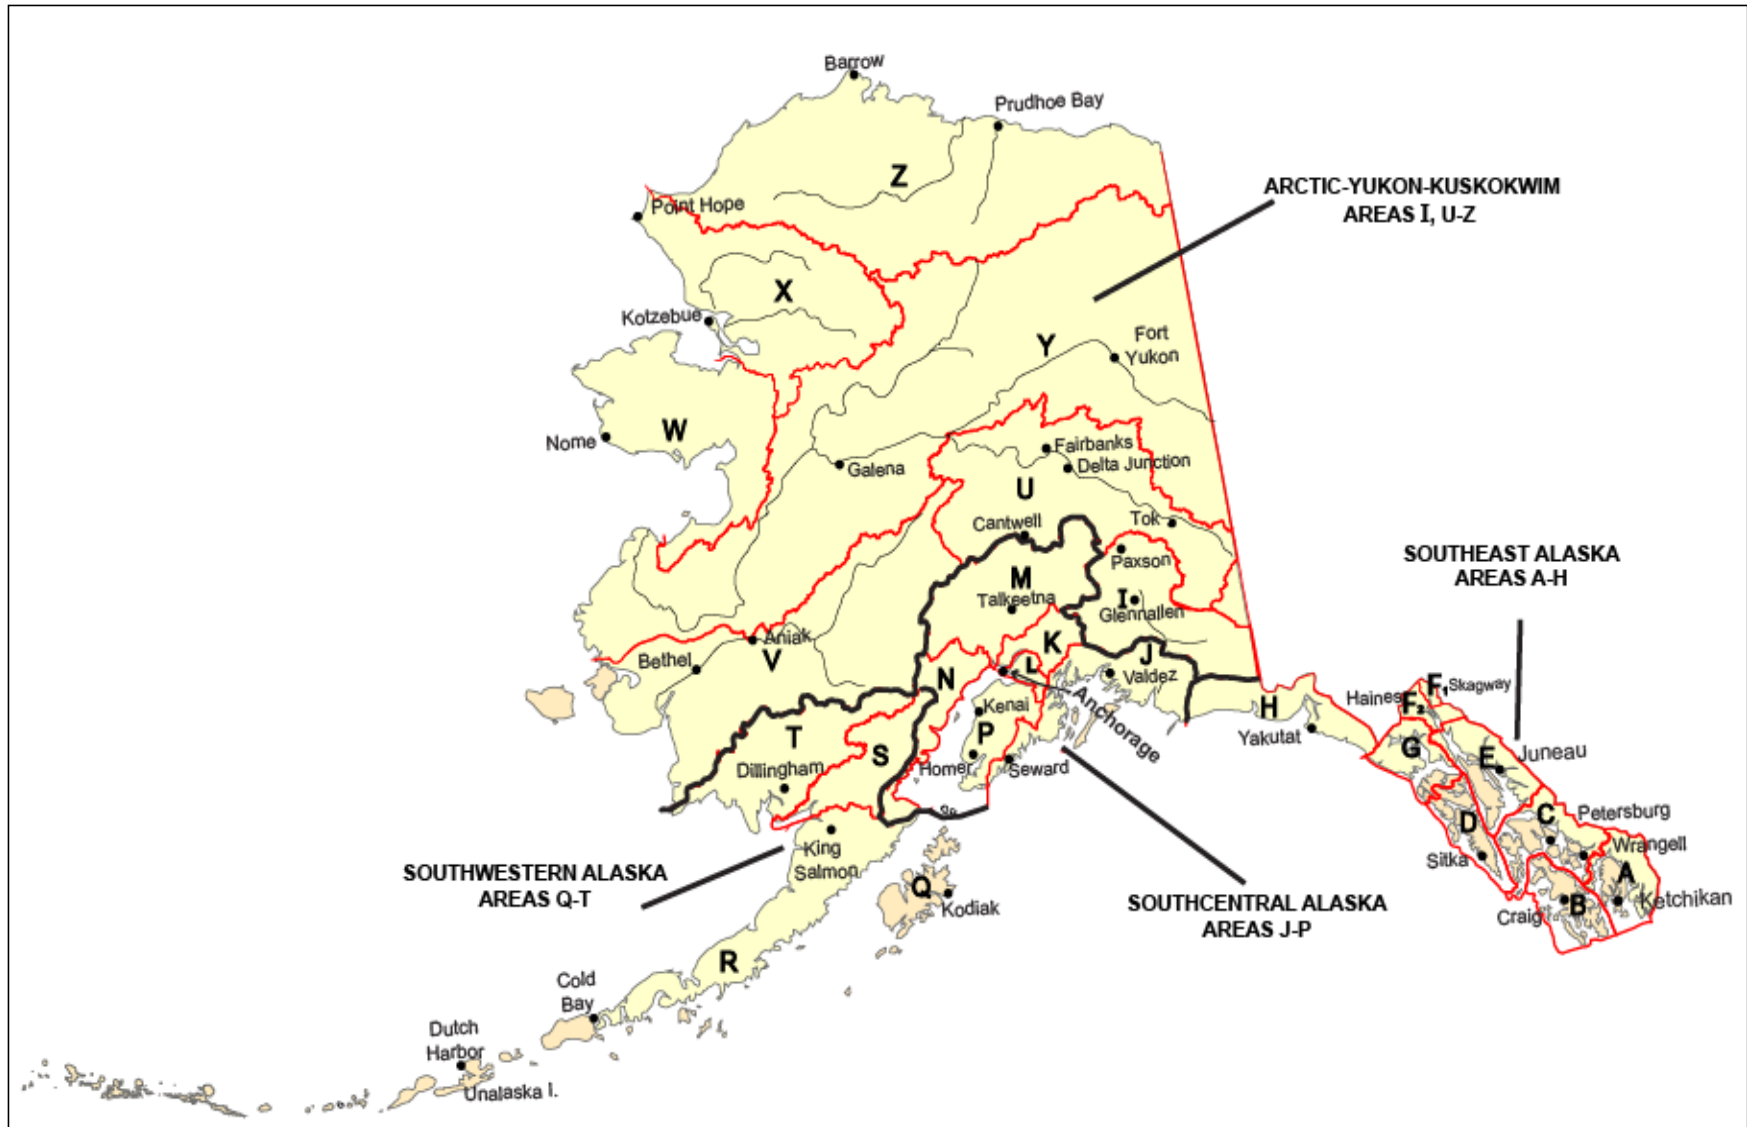 Barrow
Prudhoe Bay
Z
ARCTIC-YUKON-KUSKOKWIM
AREAS I, U-Z
Point Hope
X
Kotzebue
Y
Fort
Yukon
W
Nome
Fairbanks
Galena
Delta Junction
U
Cantwell
Tok
Paxson
SOUTHEAST ALASKA
AREAS A-H
M
Talkeetna
I
Glennallen
Aniak
K
J
V
Bethel
L
Valdez
N
Anchorage
Kenai
H
Haines
F1
Skagway
F2
T
P
Yakutat
G
S
Juneau
E
Dillingham
Homer
Seward
Petersburg
C
D
King
Salmon
Wrangell
Sitka
A
SOUTHWESTERN ALASKA
AREAS Q-T
Q
Kodiak
SOUTHCENTRAL ALASKA
AREAS J-P
Craig
B
Ketchikan
R
Cold
Bay
Dutch
Harbor
Unalaska I.